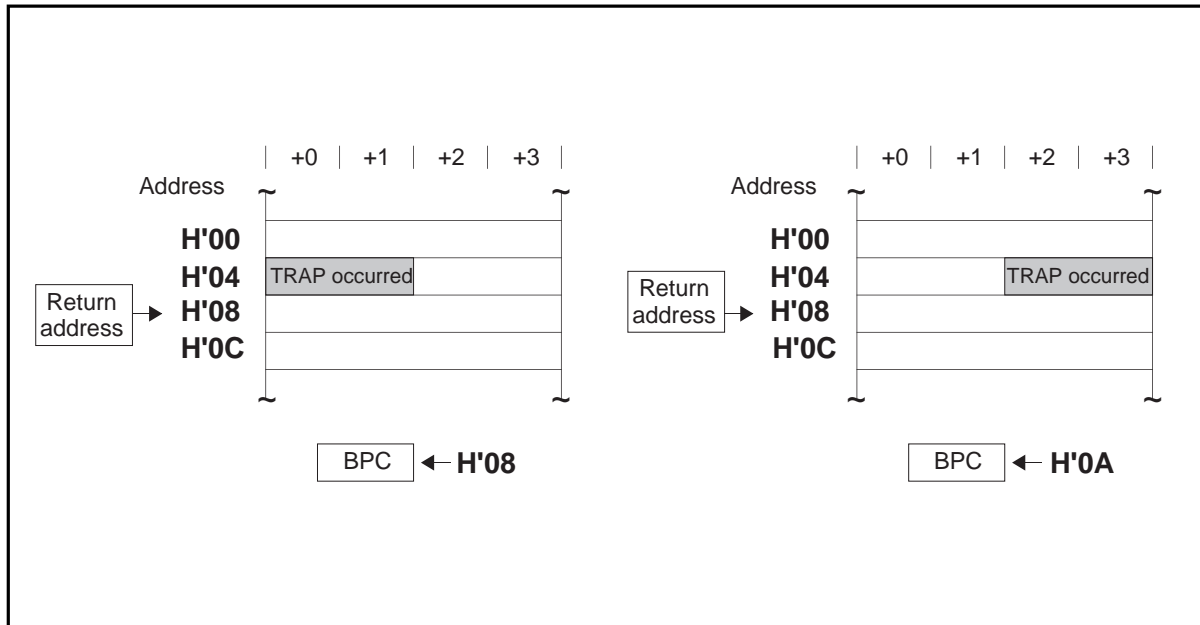 +0 +1 +2 +3
Address
~ ~
H'00
H'04 TRAP occurred
Return address
H'08
H'0C
~ ~
BPC H'08
+0 +1 +2 +3
Address
~ ~
H'00
H'04 TRAP occurred
Return address
H'08
H'0C
~ ~
BPC H'0A